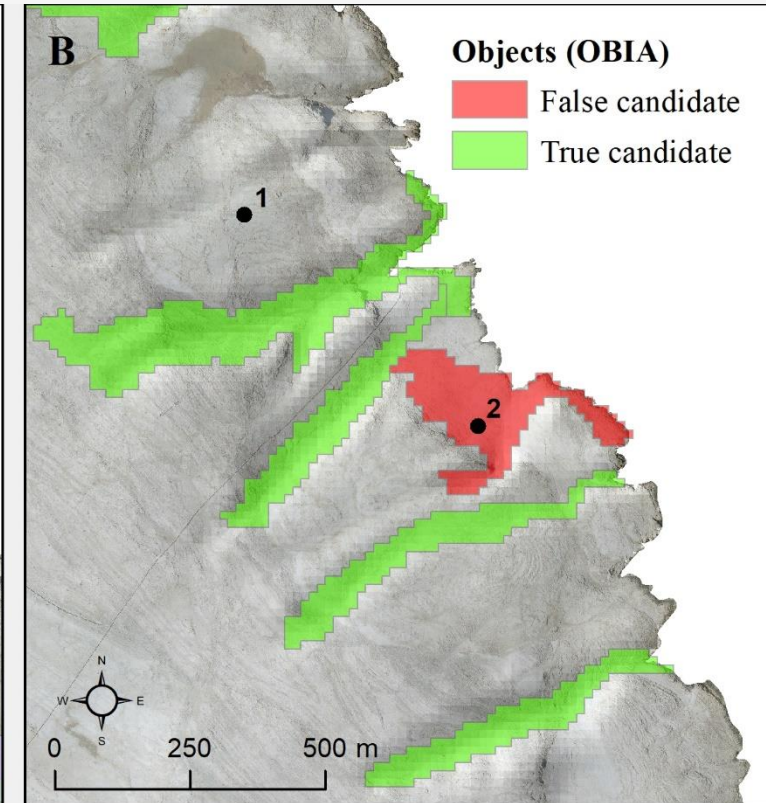 B
Objects (OBIA)
False candidate
True candidate
1
2
N
W E
S
0 250 500 m